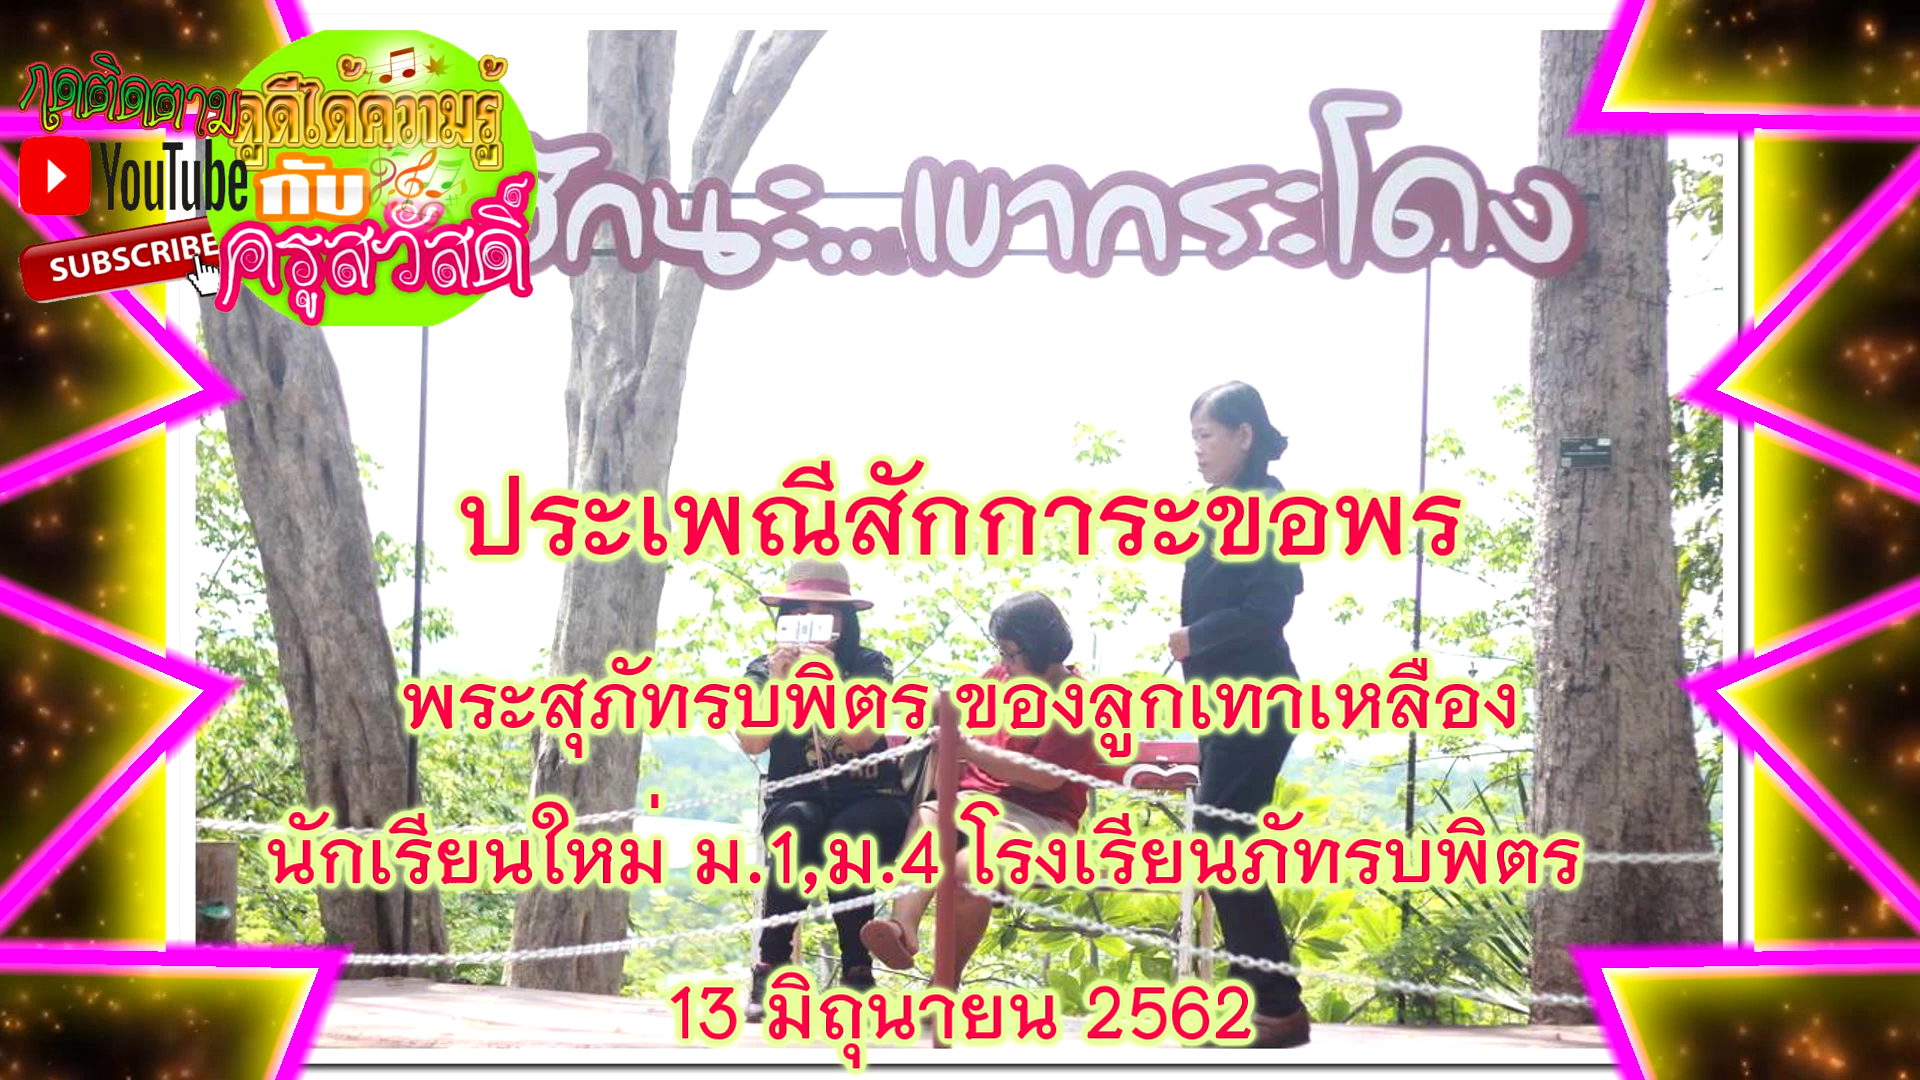 กดติดตาม
ดูดีได้ความรู้
YouTube
กับ
SUBSCRIBE
ครูสวัสดิ์
ฮักนะ..เขากระโดง
ประเพณีสักการะขอพร
พระสุภัทรบพิตร ของลูกเทาเหลือง
นักเรียนใหม่ ม.1,ม.4 โรงเรียนภัทรบพิตร
13 มิถุนายน 2562